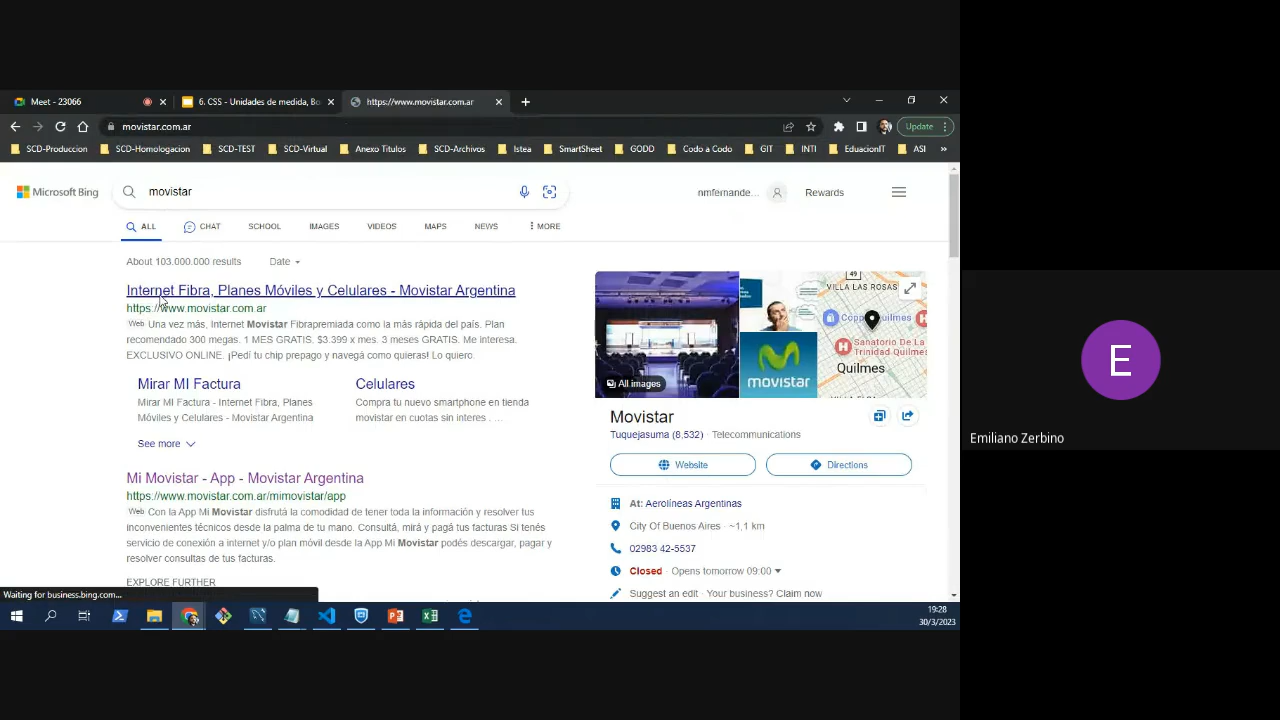 Meet - 23066
6. CSS - Unidades de medida, Bo
https://www.movistar.com.ar
movistar.com.ar
Update
SCD-Produccion
SCD-Homologacion
SCD-TEST
SCD-Virtual
Anexo Titulos
SCD-Archivos
Istea
SmartSheet
GODD
Codo a Codo
GIT
INTI
EduacionIT
ASI
»
Microsoft Bing
movistar
nmfernande...
Rewards
ALL
CHAT
SCHOOL
IMAGES
VIDEOS
MAPS
NEWS
MORE
About 103.000.000 results
Date
Internet Fibra, Planes Móviles y Celulares - Movistar Argentina
https://www.movistar.com.ar
Web Una vez más, Internet Movistar Fibrapremiada como la más rápida del país. Plan
recomendado 300 megas. 1 MES GRATIS. $3.399 x mes. 3 meses GRATIS. Me interesa.
EXCLUSIVO ONLINE. ¡Pedí tu chip prepago y navegá como quieras! Lo quiero.
Mirar MI Factura
Mirar MI Factura - Internet Fibra, Planes
Móviles y Celulares - Movistar Argentina
Celulares
Compra tu nuevo smartphone en tienda
movistar en cuotas sin interes . ...
See more
Mi Movistar - App - Movistar Argentina
https://www.movistar.com.ar/mimovistar/app
Web Con la App Mi Movistar disfrutá la comodidad de tener toda la información y resolver tus
inconvenientes técnicos desde la palma de tu mano. Consultá, mirá y pagá tus facturas Si tenés
servicio de conexión a internet y/o plan móvil desde la App Mi Movistar podés descargar, pagar y
resolver consultas de tus facturas.
EXPLORE FURTHER
All images
movistar
49
VILLA LAS ROSAS
Quilmes
Sanatorio De La
Trinidad Quilmes
Quilmes
Movistar
Tuquejasuma (8,532) · Telecommunications
Website
Directions
At: Aerolíneas Argentinas
City Of Buenos Aires · ~1,1 km
02983 42-5537
Closed · Opens tomorrow 09:00
Suggest an edit · Your business? Claim now
Waiting for business.bing.com...
19:28
30/3/2023
E
Emiliano Zerbino